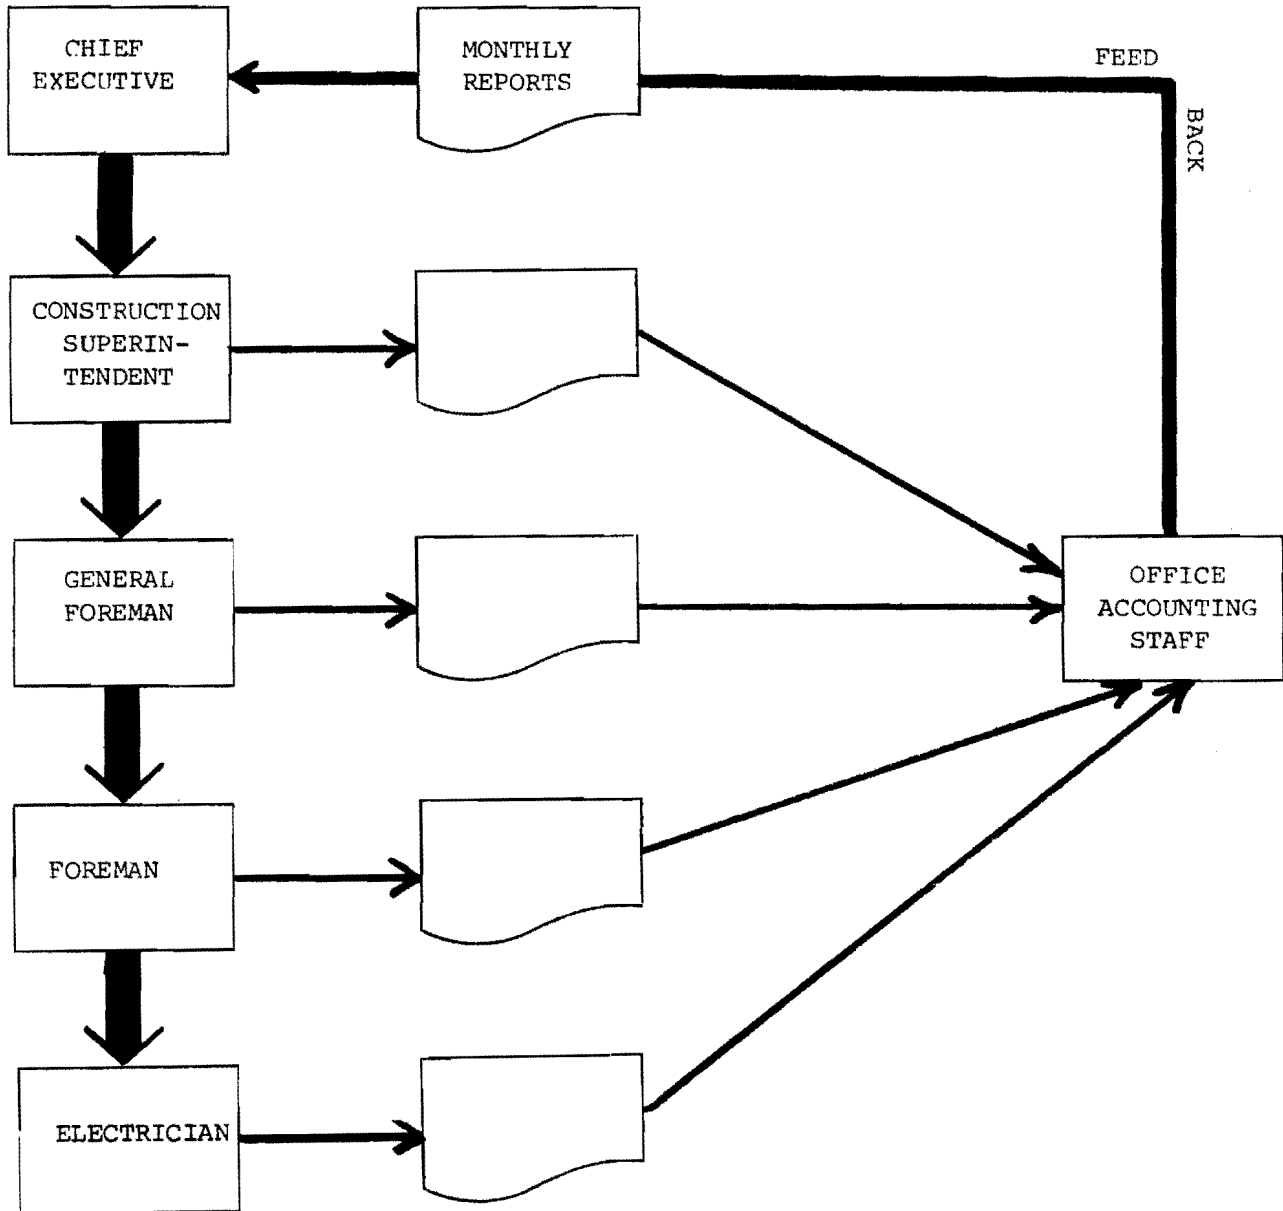 CHIEF
EXECUTIVE
MONTHLY
REPORTS
FEED
BACK
CONSTRUCTION
SUPERIN-
TENDENT
GENERAL
FOREMAN
OFFICE
ACCOUNTING
STAFF
FOREMAN
ELECTRICIAN